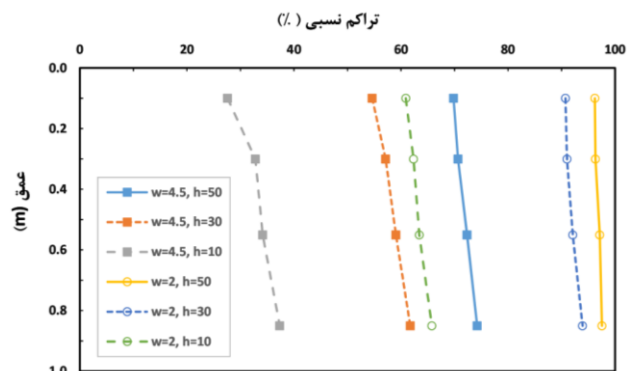 تراکم نسبی ( ٪)
0 20 40 60 80 100
0.0
0.2
0.4
0.6
0.8
1.0
عمق (m)
w=4.5, h=50
w=4.5, h=30
w=4.5, h=10
w=2, h=50
w=2, h=30
w=2, h=10